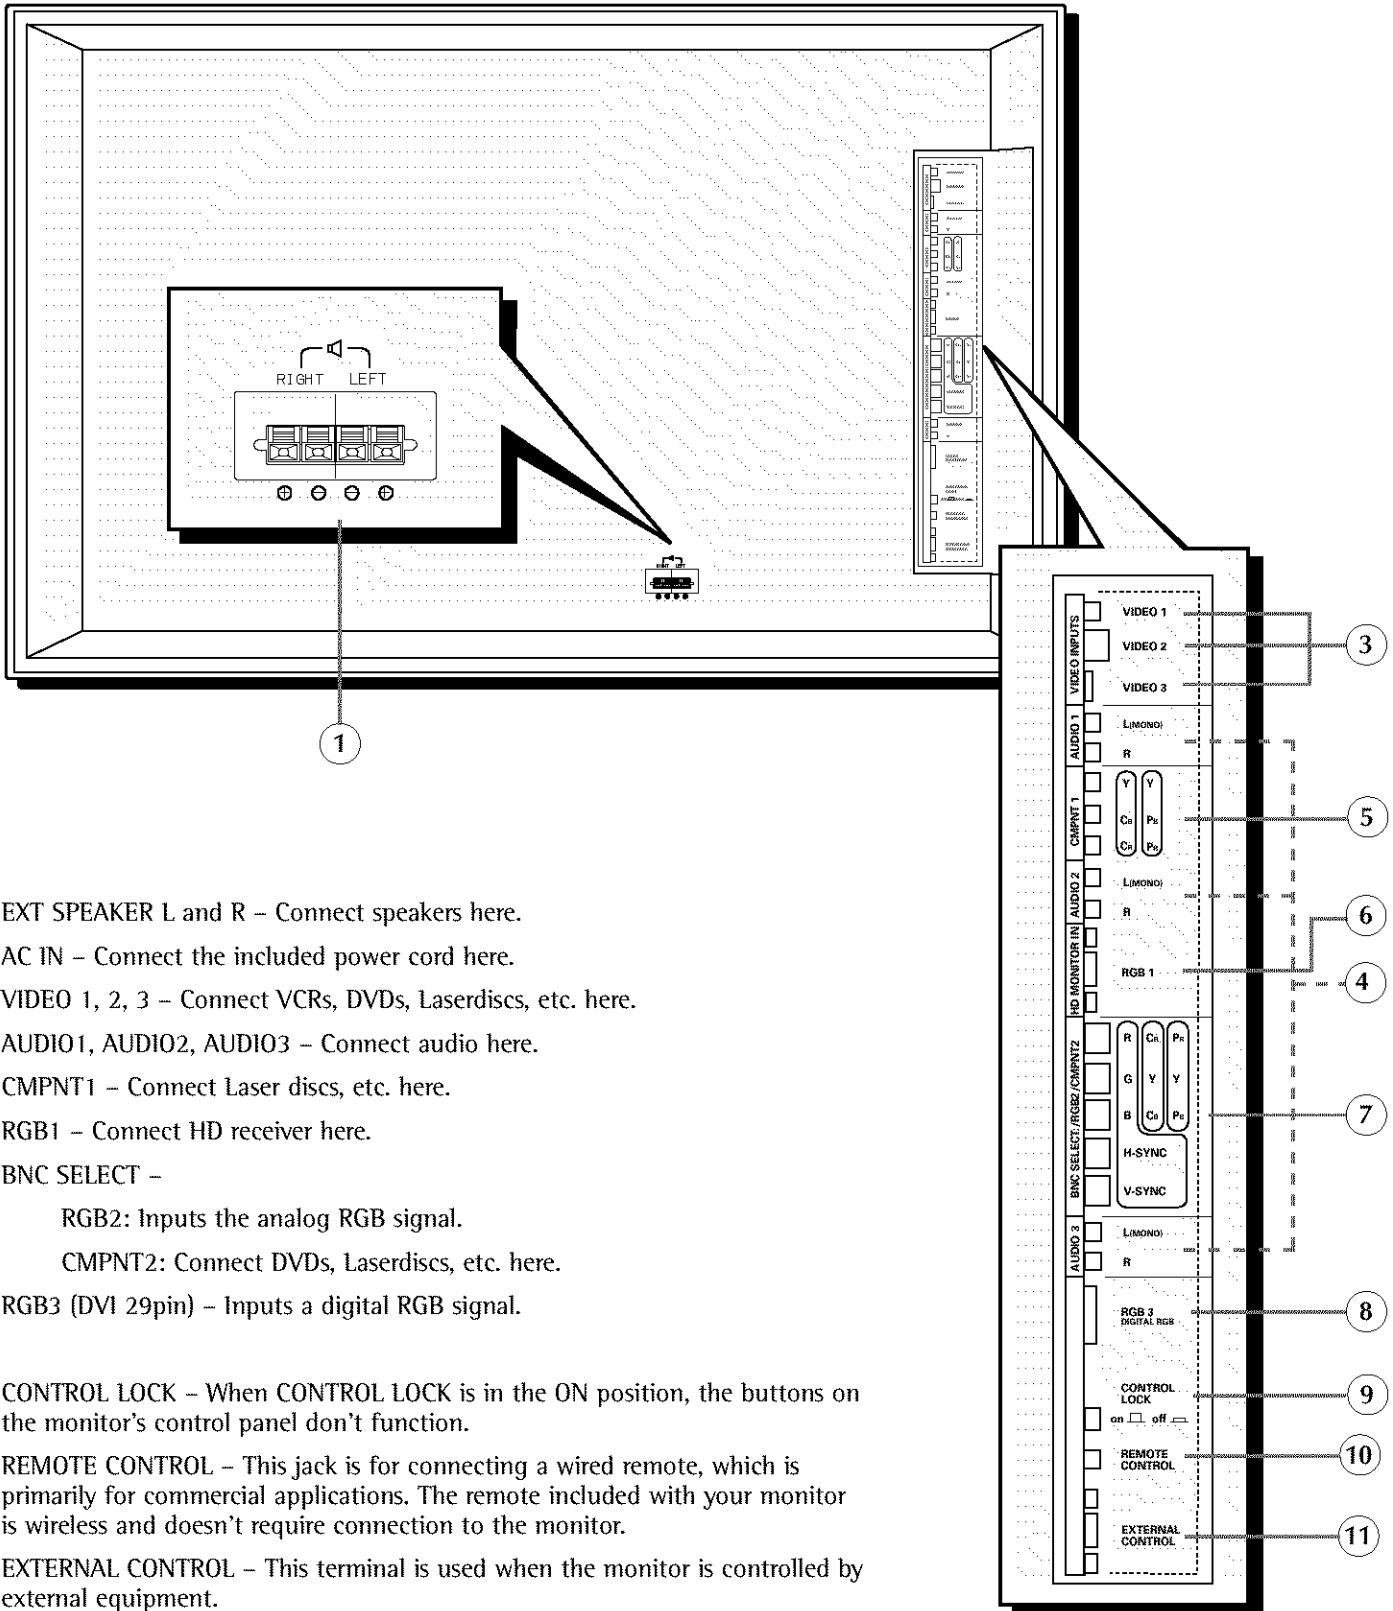 RIGHT LEFT
RIGHT LEFT
1
VIDEO INPUTS
VIDEO 1
VIDEO 2
VIDEO 3
3
AUDIO 1
L(MONO)
R
CMPNT 1
Y Y
CB PB
CR PR
5
AUDIO 2
L(MONO)
R
6
HD MONITOR IN
RGB 1
4
BNC SELECT./RGB2/CMPNT2
R CR PR
G Y Y
B CB PB
H-SYNC
V-SYNC
7
AUDIO 3
L(MONO)
R
RGB 3
DIGITAL RGB
8
CONTROL
LOCK
on off
9
REMOTE
CONTROL
10
EXTERNAL
CONTROL
11
EXT SPEAKER L and R – Connect speakers here.
AC IN – Connect the included power cord here.
VIDEO 1, 2, 3 – Connect VCRs, DVDs, Laserdiscs, etc. here.
AUDIO1, AUDIO2, AUDIO3 – Connect audio here.
CMPNT1 – Connect Laser discs, etc. here.
RGB1 – Connect HD receiver here.
BNC SELECT –
RGB2: Inputs the analog RGB signal.
CMPNT2: Connect DVDs, Laserdiscs, etc. here.
RGB3 (DVI 29pin) – Inputs a digital RGB signal.
CONTROL LOCK – When CONTROL LOCK is in the ON position, the buttons on
the monitor's control panel don't function.
REMOTE CONTROL – This jack is for connecting a wired remote, which is
primarily for commercial applications. The remote included with your monitor
is wireless and doesn't require connection to the monitor.
EXTERNAL CONTROL – This terminal is used when the monitor is controlled by
external equipment.